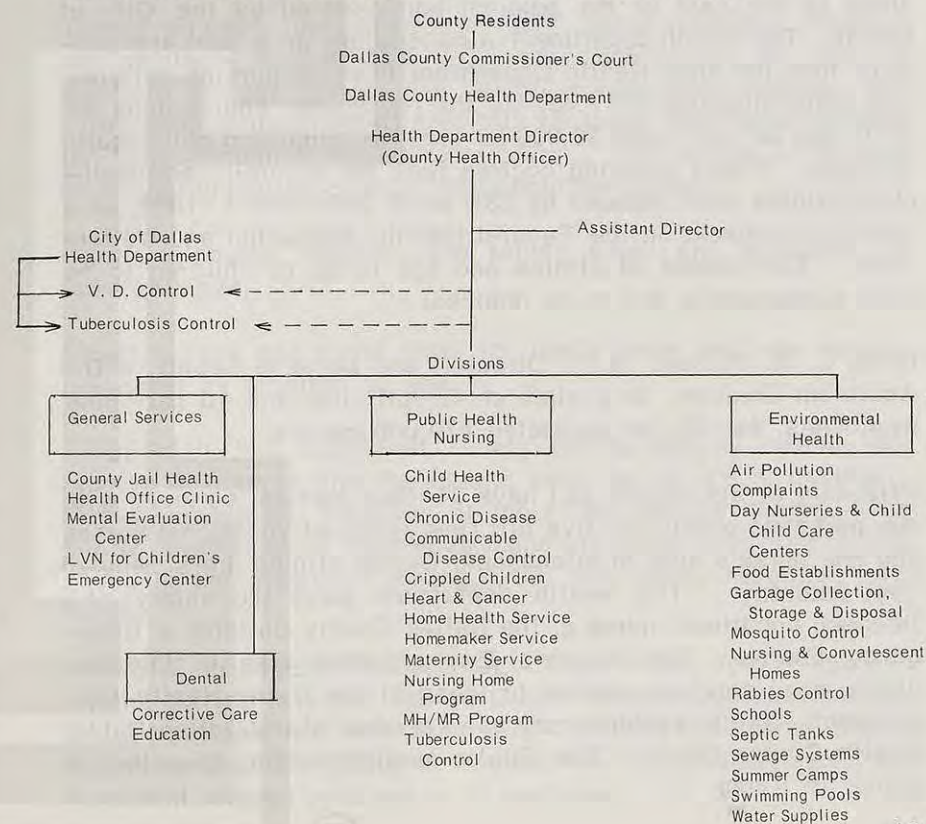 County Residents
Dallas County Commissioner's Court
Dallas County Health Department
Health Department Director
(County Health Officer)
Assistant Director
City of Dallas
Health Department
V. D. Control
Tuberculosis Control
Divisions
General Services
County Jail Health
Health Office Clinic
Mental Evaluation
Center
LVN for Children's
Emergency Center
Dental
Corrective Care
Education
Public Health
Nursing
Child Health
Service
Chronic Disease
Communicable
Disease Control
Crippled Children
Heart & Cancer
Home Health Service
Homemaker Service
Maternity Service
Nursing Home
Program
MH/MR Program
Tuberculosis
Control
Environmental
Health
Air Pollution
Complaints
Day Nurseries & Child
Child Care
Centers
Food Establishments
Garbage Collection,
Storage & Disposal
Mosquito Control
Nursing & Convalescent
Homes
Rabies Control
Schools
Septic Tanks
Sewage Systems
Summer Camps
Swimming Pools
Water Supplies